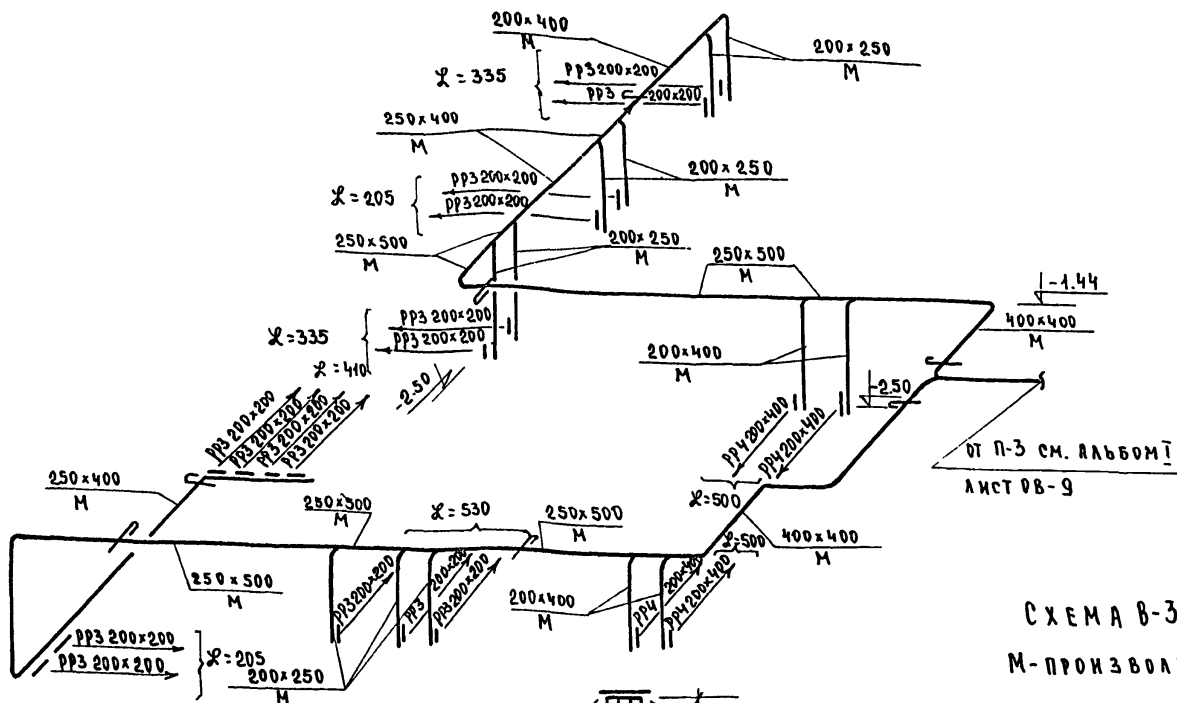 200×400
М
200×250
М
ℒ=335
РР3 200×200
РР3 200×200
250×400
М
200×250
М
ℒ=205
РР3 200×200
РР3 200×200
250×500
М
200×250
М
250×500
М
-1.44
400×400
М
ℒ=335
РР3 200×200
РР3 200×200
ℒ=410
-2.50
200×400
М
-2.50
РР3 200×200
РР3 200×200
РР3 200×200
РР3 200×200
РР4 200×400
РР4 200×400
от П-3 см. альбом I
лист ОВ-9
250×400
М
250×500
М
ℒ=530
250×500
М
ℒ=500
ℒ=500
400×400
М
250×500
М
РР3 200×200
РР3 200×200
РР3 200×200
200×400
М
РР4 200×400
РР4 200×400
РР3 200×200
РР3 200×200
ℒ=205
200×250
М
СХЕМА В-3
М-ПРОИЗВОЛ